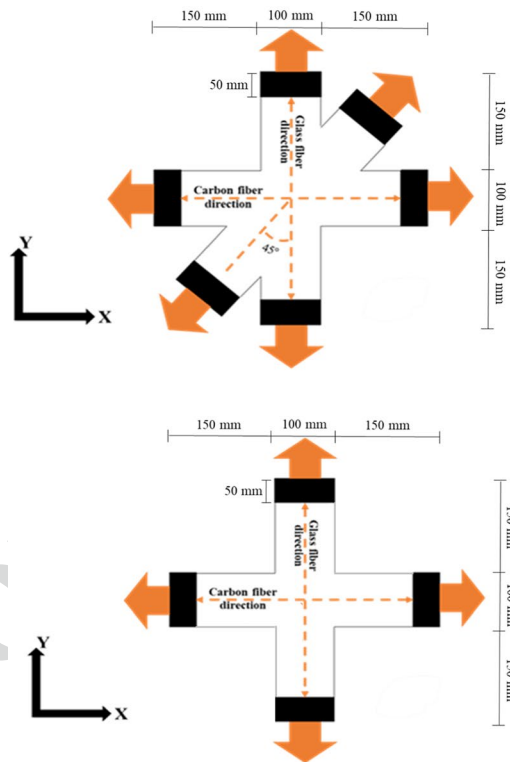 150 mm 100 mm 150 mm
50 mm
Glass fiber
direction
150 mm
Carbon fiber
direction
100 mm
45°
150 mm
Y
X
150 mm 100 mm 150 mm
50 mm
Glass fiber
direction
Carbon fiber
direction
Y
X